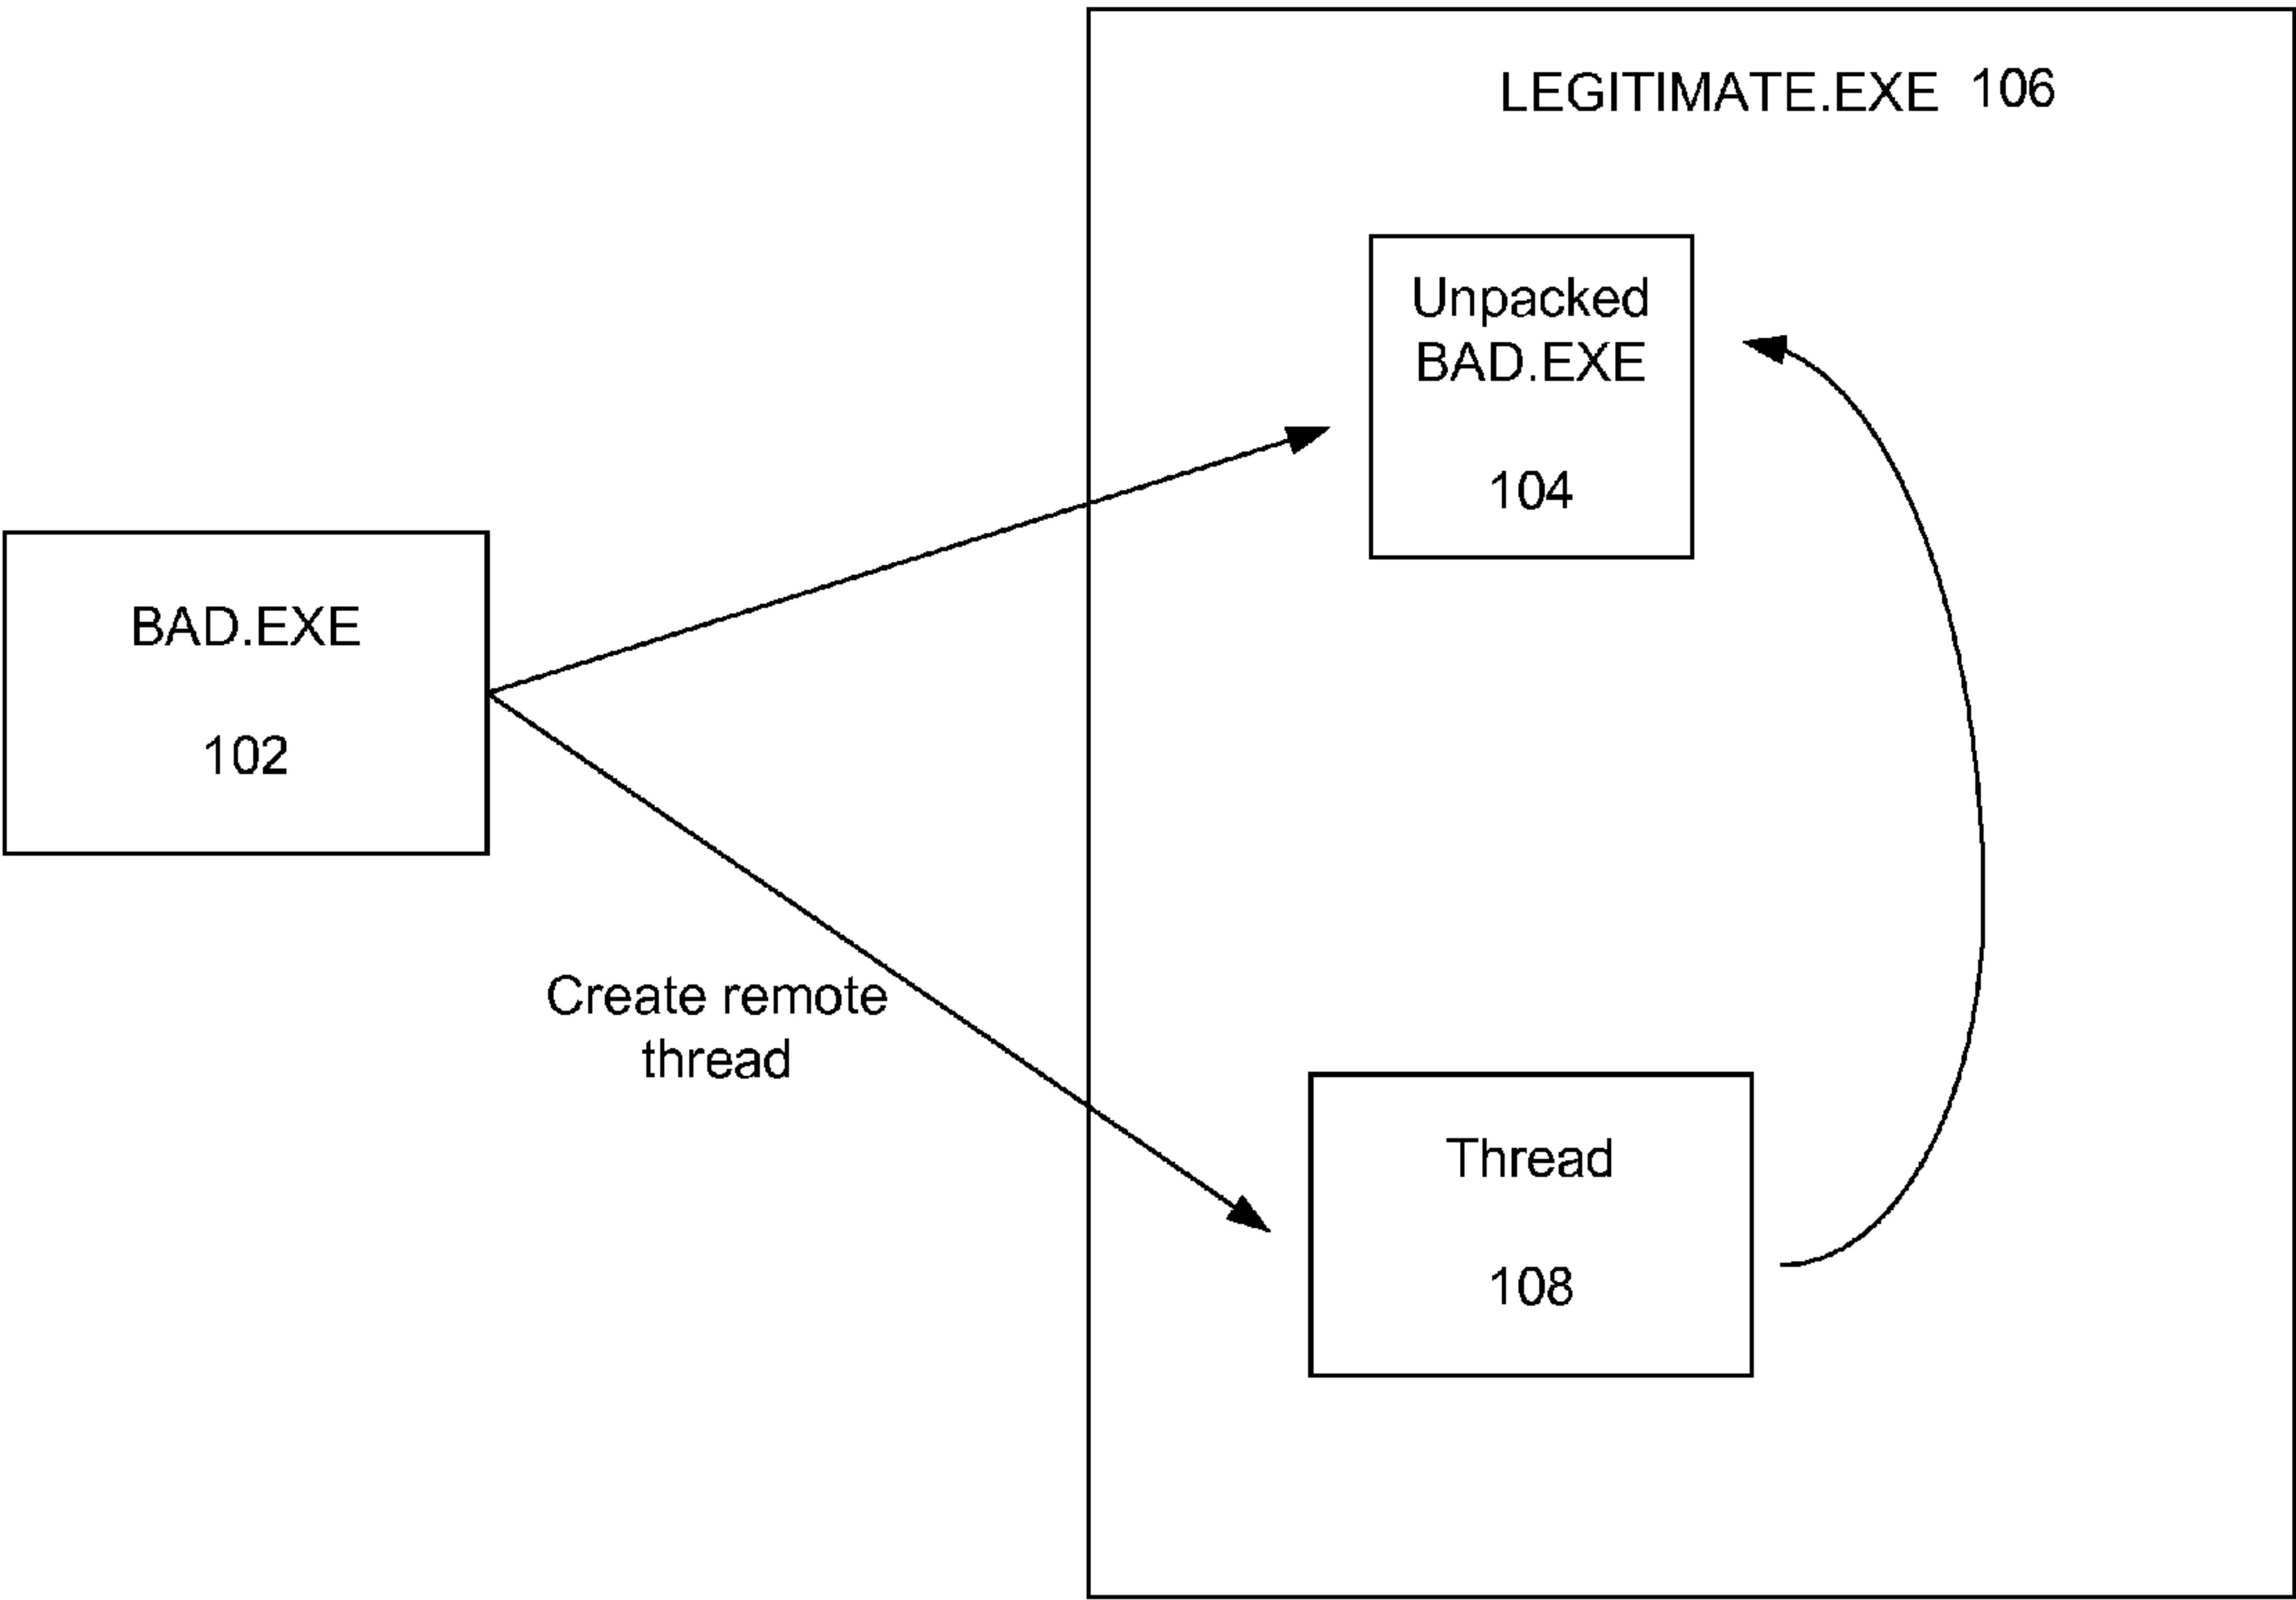 LEGITIMATE.EXE 106
Unpacked
BAD.EXE
104
BAD.EXE
102
Create remote
thread
Thread
108